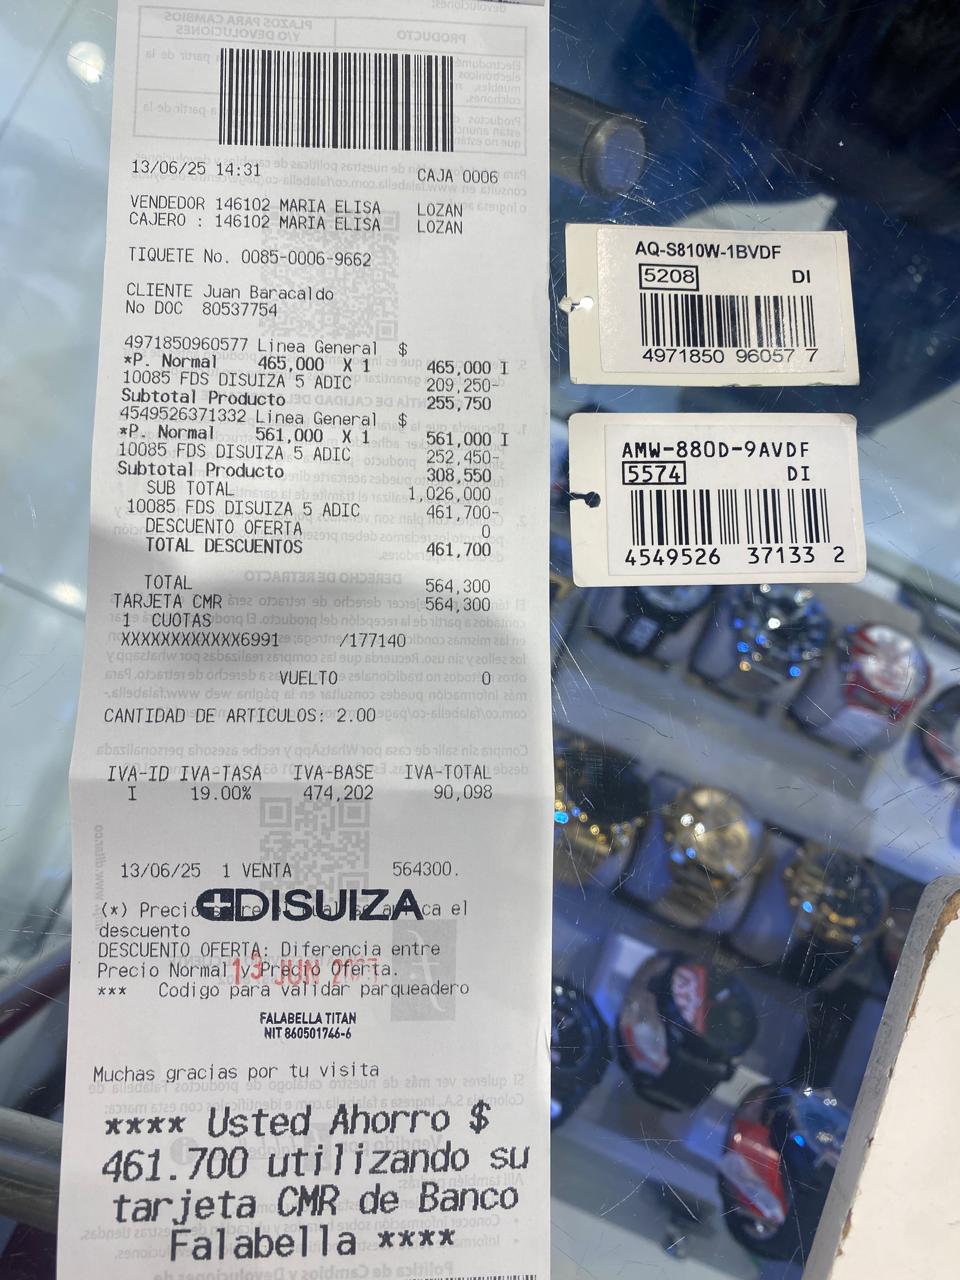 13/06/25 14:31 CAJA 0006
VENDEDOR 146102 MARIA ELISA LOZAN
CAJERO : 146102 MARIA ELISA LOZAN
TIQUETE No. 0085-0006-9662
CLIENTE Juan Baracaldo
No DOC 80537754
4971850960577 Linea General $
*P. Normal 465,000 X 1 465,000 I
10085 FDS DISUIZA 5 ADIC 209,250-
Subtotal Producto 255,750
4549526371332 Linea General $
*P. Normal 561,000 X 1 561,000 I
10085 FDS DISUIZA 5 ADIC 252,450-
Subtotal Producto 308,550
SUB TOTAL 1,026,000
10085 FDS DISUIZA 5 ADIC 461,700-
DESCUENTO OFERTA 0
TOTAL DESCUENTOS 461,700
TOTAL 564,300
TARJETA CMR 564,300
1 CUOTAS
XXXXXXXXXXXX6991 /177140
VUELTO 0
CANTIDAD DE ARTICULOS: 2.00
IVA-ID IVA-TASA IVA-BASE IVA-TOTAL
I 19.00% 474,202 90,098
13/06/25 1 VENTA 564300.
DISUIZA
(*) Precio el
descuento
DESCUENTO OFERTA: Diferencia entre
Precio Normal y Precio Oferta.
13 JUN
*** Codigo para validar parqueadero
FALABELLA TITAN
NIT 860501746-6
Muchas gracias por tu visita
**** Usted Ahorro $
461.700 utilizando su
tarjeta CMR de Banco
Falabella ****
AQ-S810W-1BVDF
5208 DI
4971850 96057 7
AMW-880D-9AVDF
5574 DI
4549526 37133 2